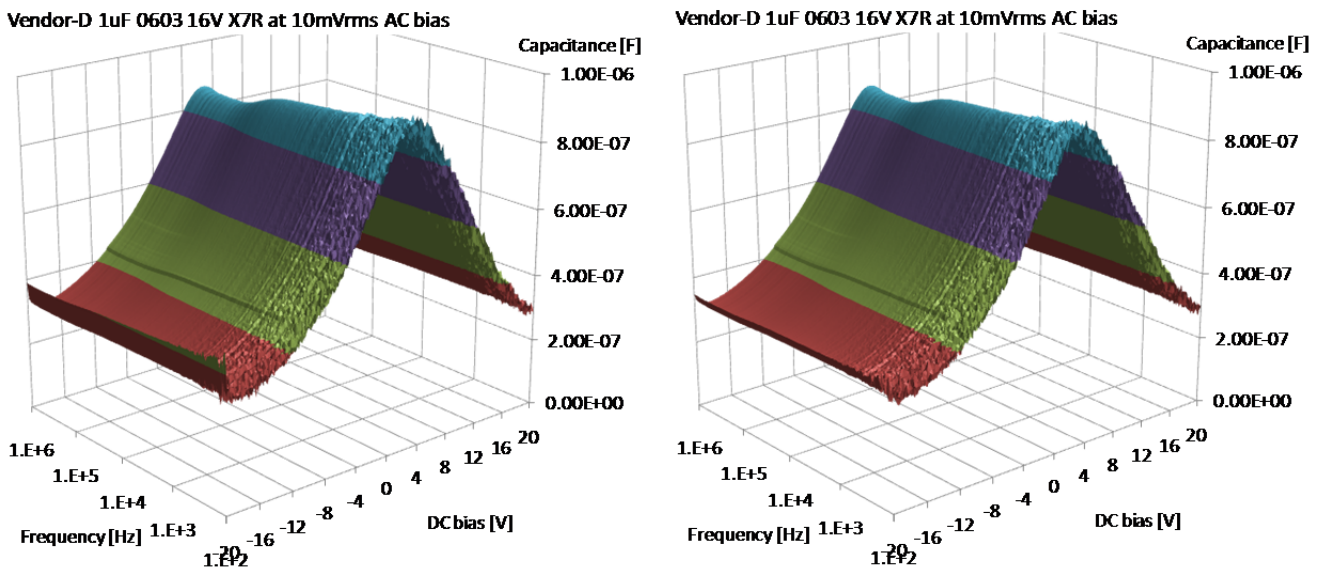 Vendor-D 1uF 0603 16V X7R at 10mVrms AC bias
Capacitance [F]
1.00E-06
8.00E-07
6.00E-07
4.00E-07
2.00E-07
0.00E+00
1.E+6
1.E+5
1.E+4
1.E+3
1.E+2
Frequency [Hz]
-20
-16
-12
-8
-4
0
4
8
12
16
20
DC bias [V]
Vendor-D 1uF 0603 16V X7R at 10mVrms AC bias
Capacitance [F]
1.00E-06
8.00E-07
6.00E-07
4.00E-07
2.00E-07
0.00E+00
1.E+6
1.E+5
1.E+4
1.E+3
1.E+2
Frequency [Hz]
-20
-16
-12
-8
-4
0
4
8
12
16
20
DC bias [V]